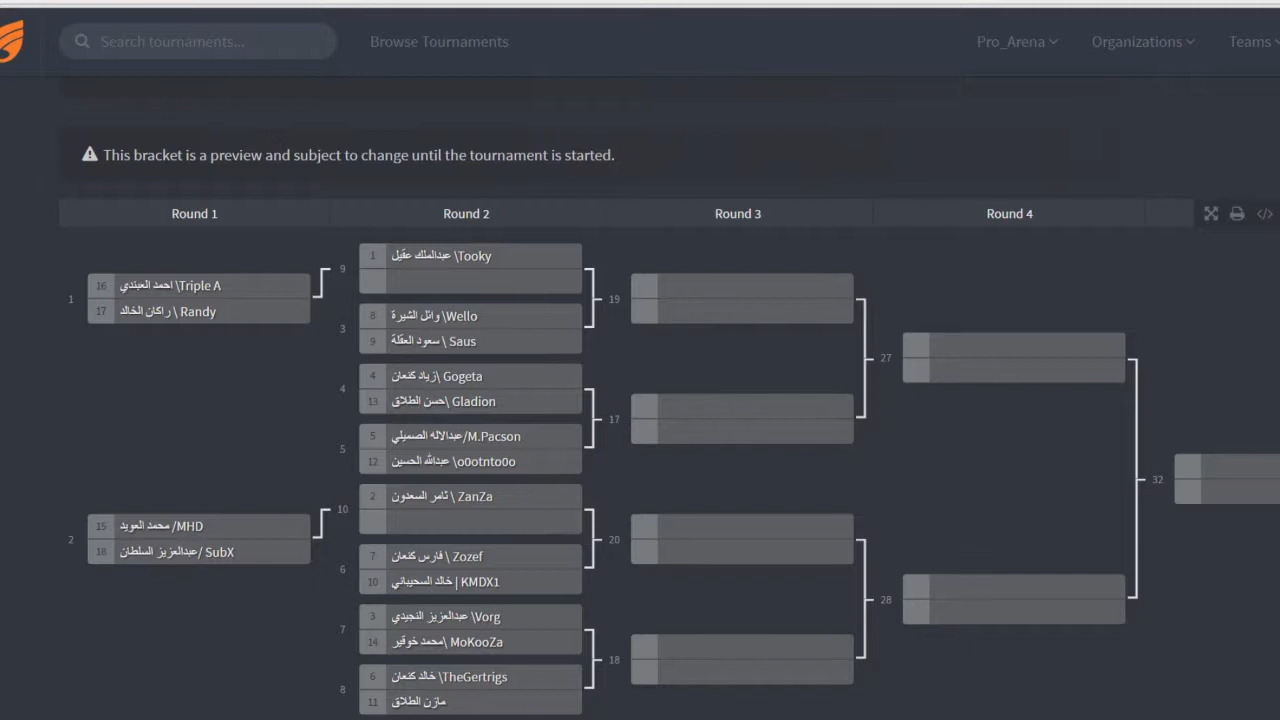 Search tournaments...
Browse Tournaments
Pro_Arena
Organizations
Teams
This bracket is a preview and subject to change until the tournament is started.
Round 1
Round 2
Round 3
Round 4
1
16 احمد العبندي \Triple A
17 راكان الخالد \ Randy
2
15 محمد العويد /MHD
18 عبدالعزيز السلطان/ SubX
9
1 عبدالملك عقيل \Tooky
3
8 وائل الشيرة \Wello
9 سعود العقلة \ Saus
4
4 زياد كنعان\ Gogeta
13 حسن الطلاق\ Gladion
5
5 عبدالاله الصميلي/M.Pacson
12 عبدالله الحسين \o0otnto0o
10
2 ثامر السعدون \ ZanZa
6
7 فارس كنعان \ Zozef
10 خالد السحيباني | KMDX1
7
3 عبدالعزيز النجيدي \Vorg
14 محمد خوقير\ MoKooZa
8
6 خالد كنعان \TheGertrigs
11 مازن الطلاق
19
17
20
18
27
28
32